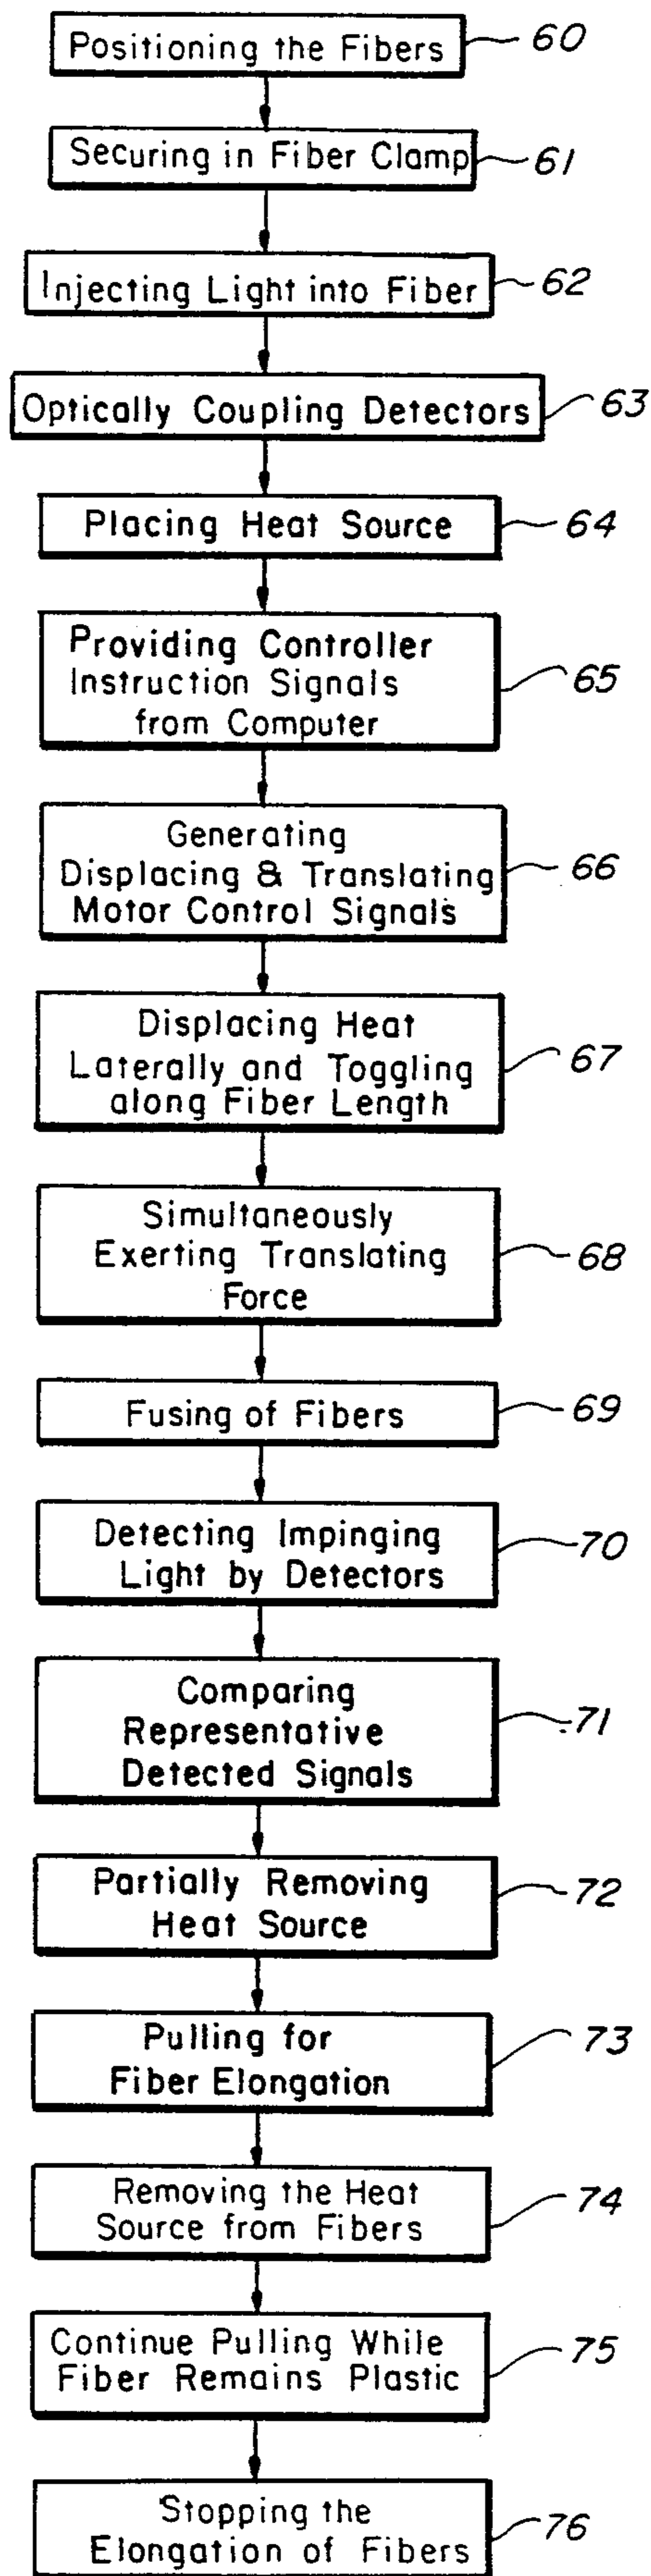 Positioning the Fibers 60
Securing in Fiber Clamp 61
Injecting Light into Fiber 62
Optically Coupling Detectors 63
Placing Heat Source 64
Providing Controller
Instruction Signals 65
from Computer
Generating
Displacing & Translating 66
Motor Control Signals
Displacing Heat
Laterally and Toggling 67
along Fiber Length
Simultaneously
Exerting Translating 68
Force
Fusing of Fibers 69
Detecting Impinging 70
Light by Detectors
Comparing
Representative 71
Detected Signals
Partially Removing 72
Heat Source
Pulling for 73
Fiber Elongation
Removing the Heat 74
Source from Fibers
Continue Pulling While 75
Fiber Remains Plastic
Stopping the 76
Elongation of Fibers